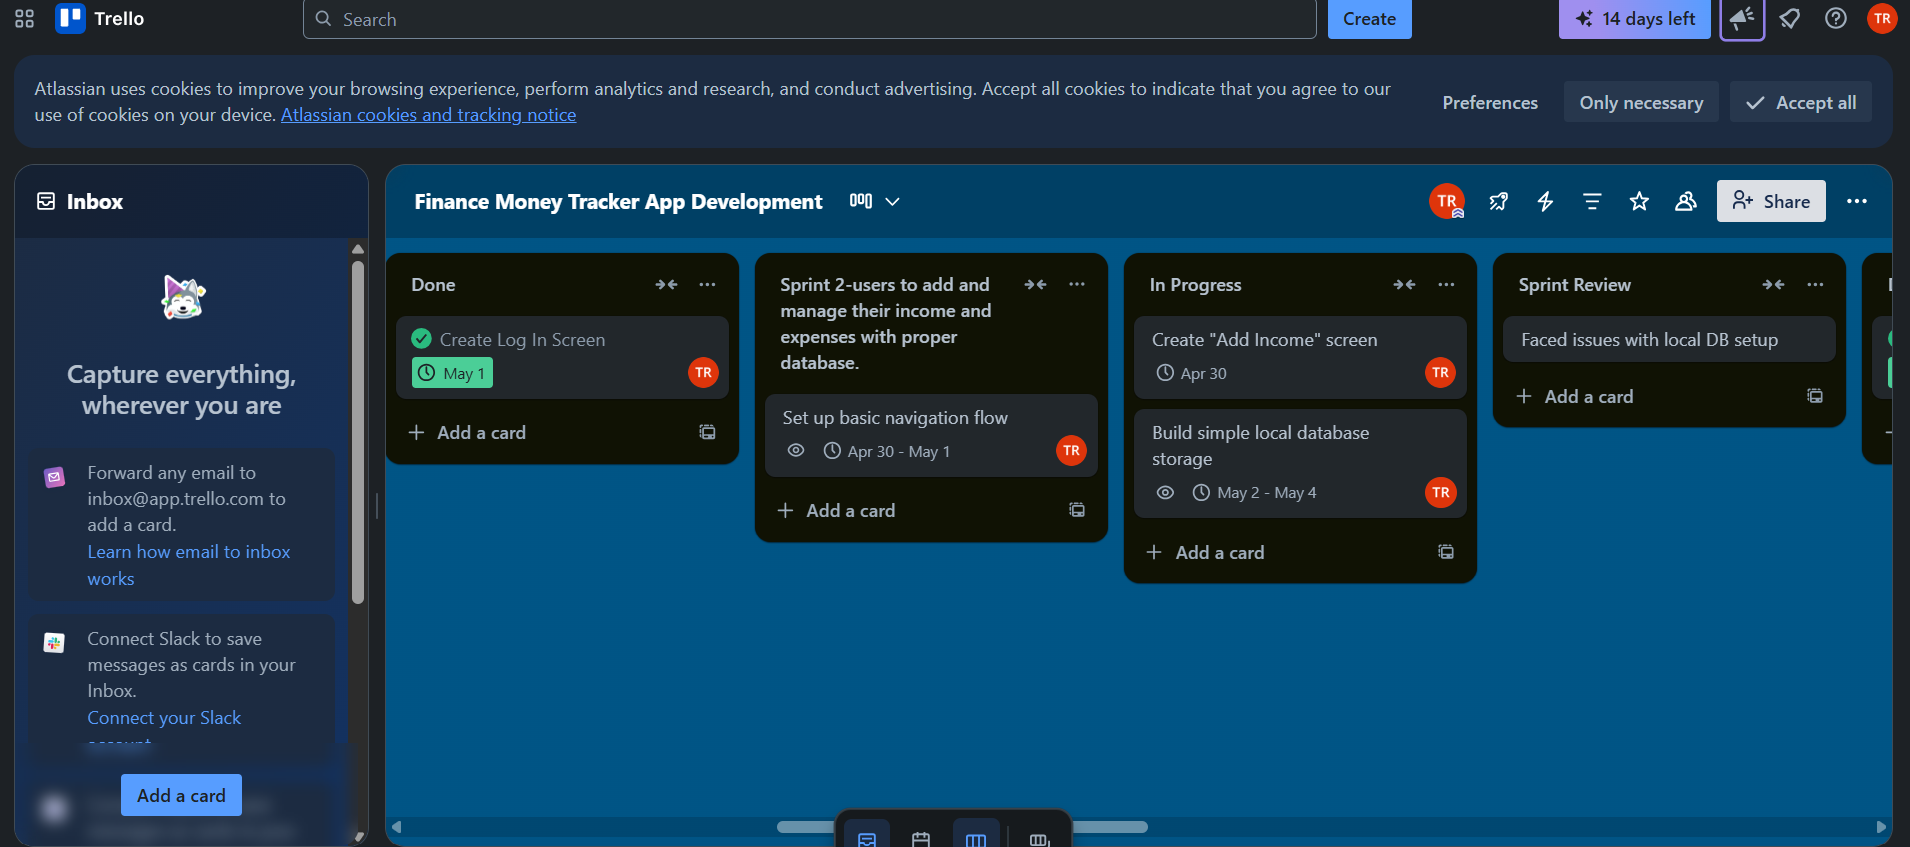 Trello
Search
Create
14 days left
TR
Atlassian uses cookies to improve your browsing experience, perform analytics and research, and conduct advertising. Accept all cookies to indicate that you agree to our
use of cookies on your device. Atlassian cookies and tracking notice
Preferences
Only necessary
Accept all
Inbox
Capture everything,
wherever you are
Forward any email to
inbox@app.trello.com to
add a card.
Learn how email to inbox
works
Connect Slack to save
messages as cards in your
Inbox.
Connect your Slack
account
Add a card
Finance Money Tracker App Development
TR
Share
Done
Create Log In Screen
May 1
TR
Add a card
Sprint 2-users to add and
manage their income and
expenses with proper
database.
Set up basic navigation flow
Apr 30 - May 1
TR
Add a card
In Progress
Create "Add Income" screen
Apr 30
TR
Build simple local database
storage
May 2 - May 4
TR
Add a card
Sprint Review
Faced issues with local DB setup
Add a card